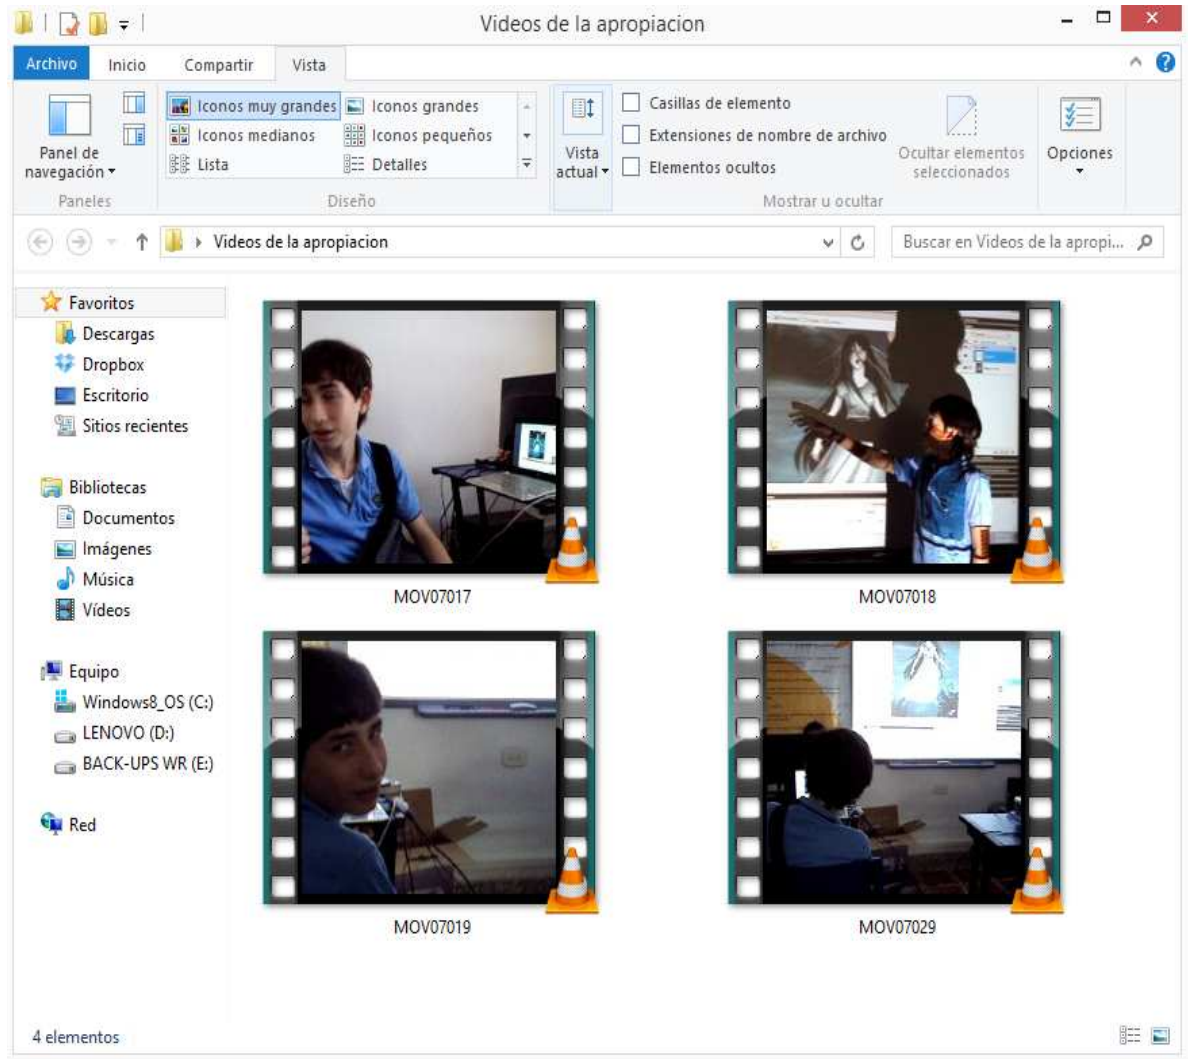 Videos de la apropiacion
Archivo Inicio Compartir Vista
Iconos muy grandes Iconos grandes
Iconos medianos Iconos pequeños
Lista Detalles
Panel de navegación
Vista actual
Casillas de elemento
Extensiones de nombre de archivo
Elementos ocultos
Ocultar elementos seleccionados
Opciones
Paneles Diseño Mostrar u ocultar
Videos de la apropiacion
Buscar en Videos de la apropi...
Favoritos
Descargas
Dropbox
Escritorio
Sitios recientes
Bibliotecas
Documentos
Imágenes
Música
Vídeos
Equipo
Windows8_OS (C:)
LENOVO (D:)
BACK-UPS WR (E:)
Red
MOV07017 MOV07018
MOV07019 MOV07029
4 elementos